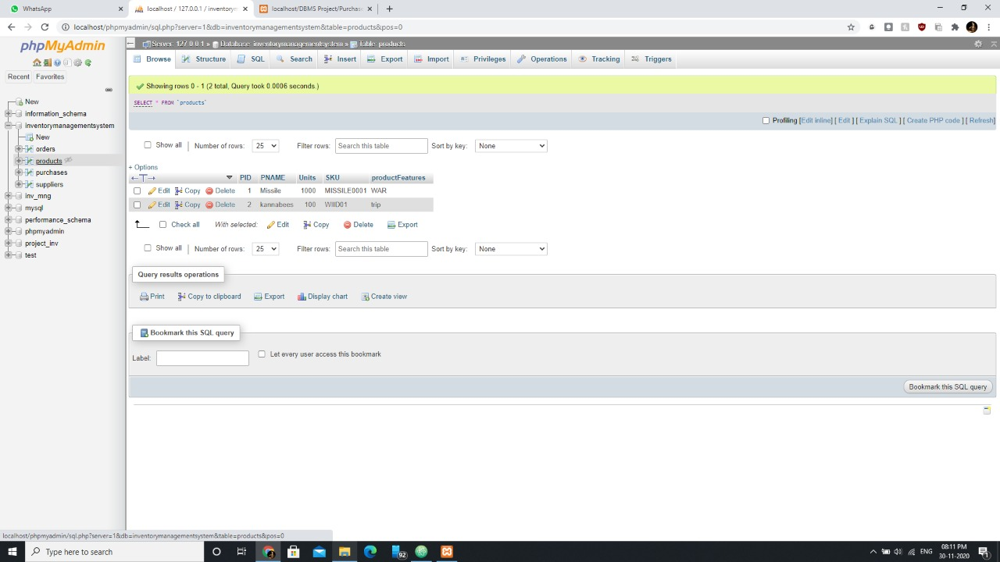 WhatsApp
localhost / 127.0.0.1 / inventorym
localhost/DBMS Project/Purchase
localhost/phpmyadmin/sql.php?server=1&db=inventorymanagementsystem&table=products&pos=0
phpMyAdmin
Server: 127.0.0.1 » Database: inventorymanagementsystem » Table: products
Browse Structure SQL Search Insert Export Import Privileges Operations Tracking Triggers
Recent Favorites
New
information_schema
inventorymanagementsystem
New
orders
products
purchases
suppliers
inv_mng
mysql
performance_schema
phpmyadmin
project_inv
test
Showing rows 0 - 1 (2 total, Query took 0.0006 seconds.)
SELECT * FROM `products`
Profiling [Edit inline] [ Edit ] [ Explain SQL ] [ Create PHP code ] [ Refresh]
Show all | Number of rows: 25 Filter rows: Search this table Sort by key: None
+ Options
←T→ PID PNAME Units SKU productFeatures
Edit Copy Delete 1 Missile 1000 MISSILE0001 WAR
Edit Copy Delete 2 kannabees 100 WIID01 trip
Check all With selected: Edit Copy Delete Export
Show all | Number of rows: 25 Filter rows: Search this table Sort by key: None
Query results operations
Print Copy to clipboard Export Display chart Create view
Bookmark this SQL query
Label: Let every user access this bookmark
Bookmark this SQL query
localhost/phpmyadmin/sql.php?server=1&db=inventorymanagementsystem&table=products&pos=0
Type here to search
92
ENG
08:11 PM
30-11-2020
1